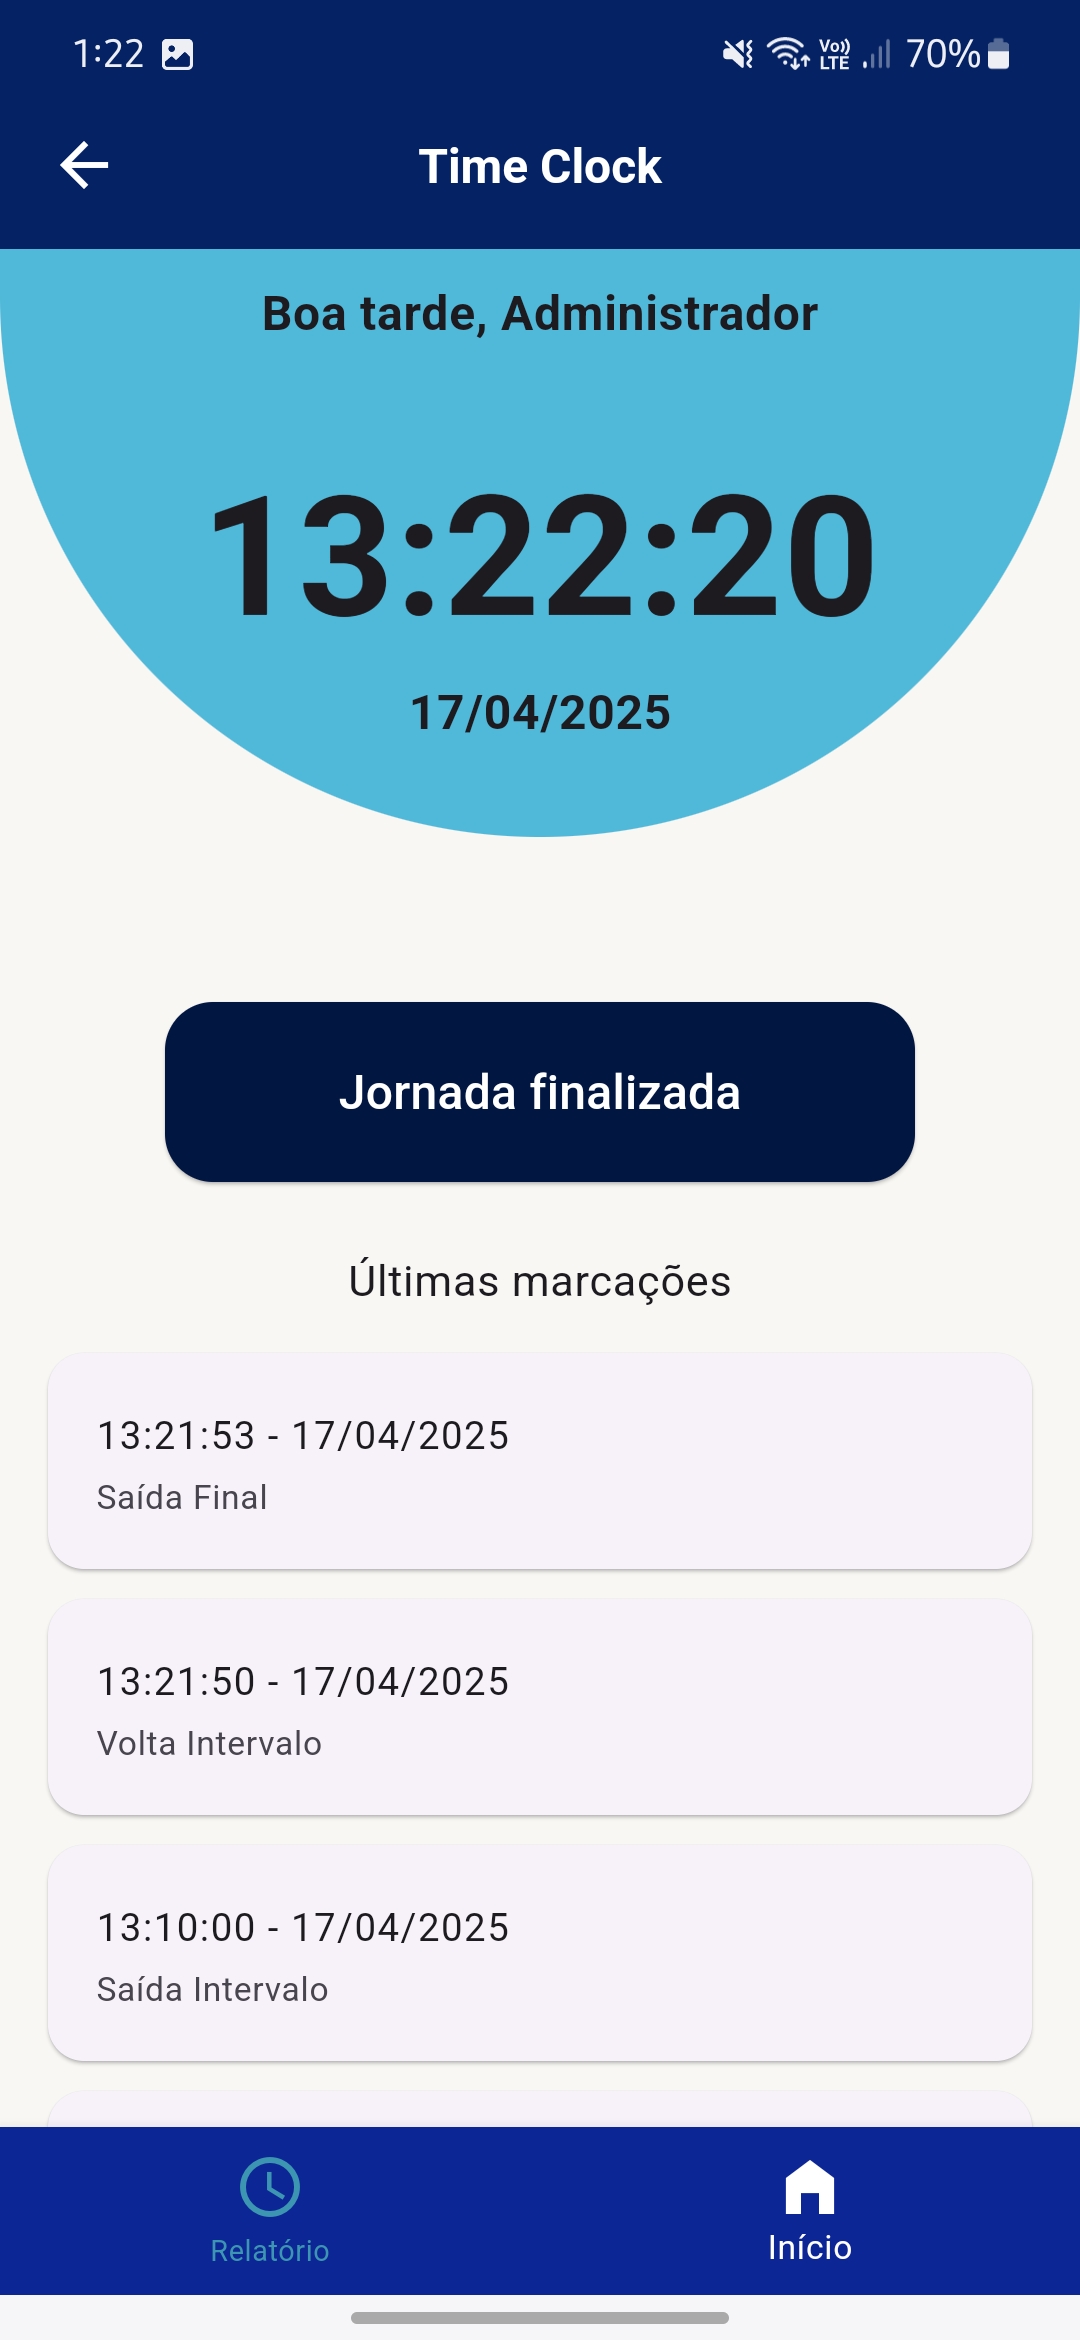 1:22
Vo)) LTE 70%
Time Clock
Boa tarde, Administrador
13:22:20
17/04/2025
Jornada finalizada
Últimas marcações
13:21:53 - 17/04/2025
Saída Final
13:21:50 - 17/04/2025
Volta Intervalo
13:10:00 - 17/04/2025
Saída Intervalo
Relatório
Início